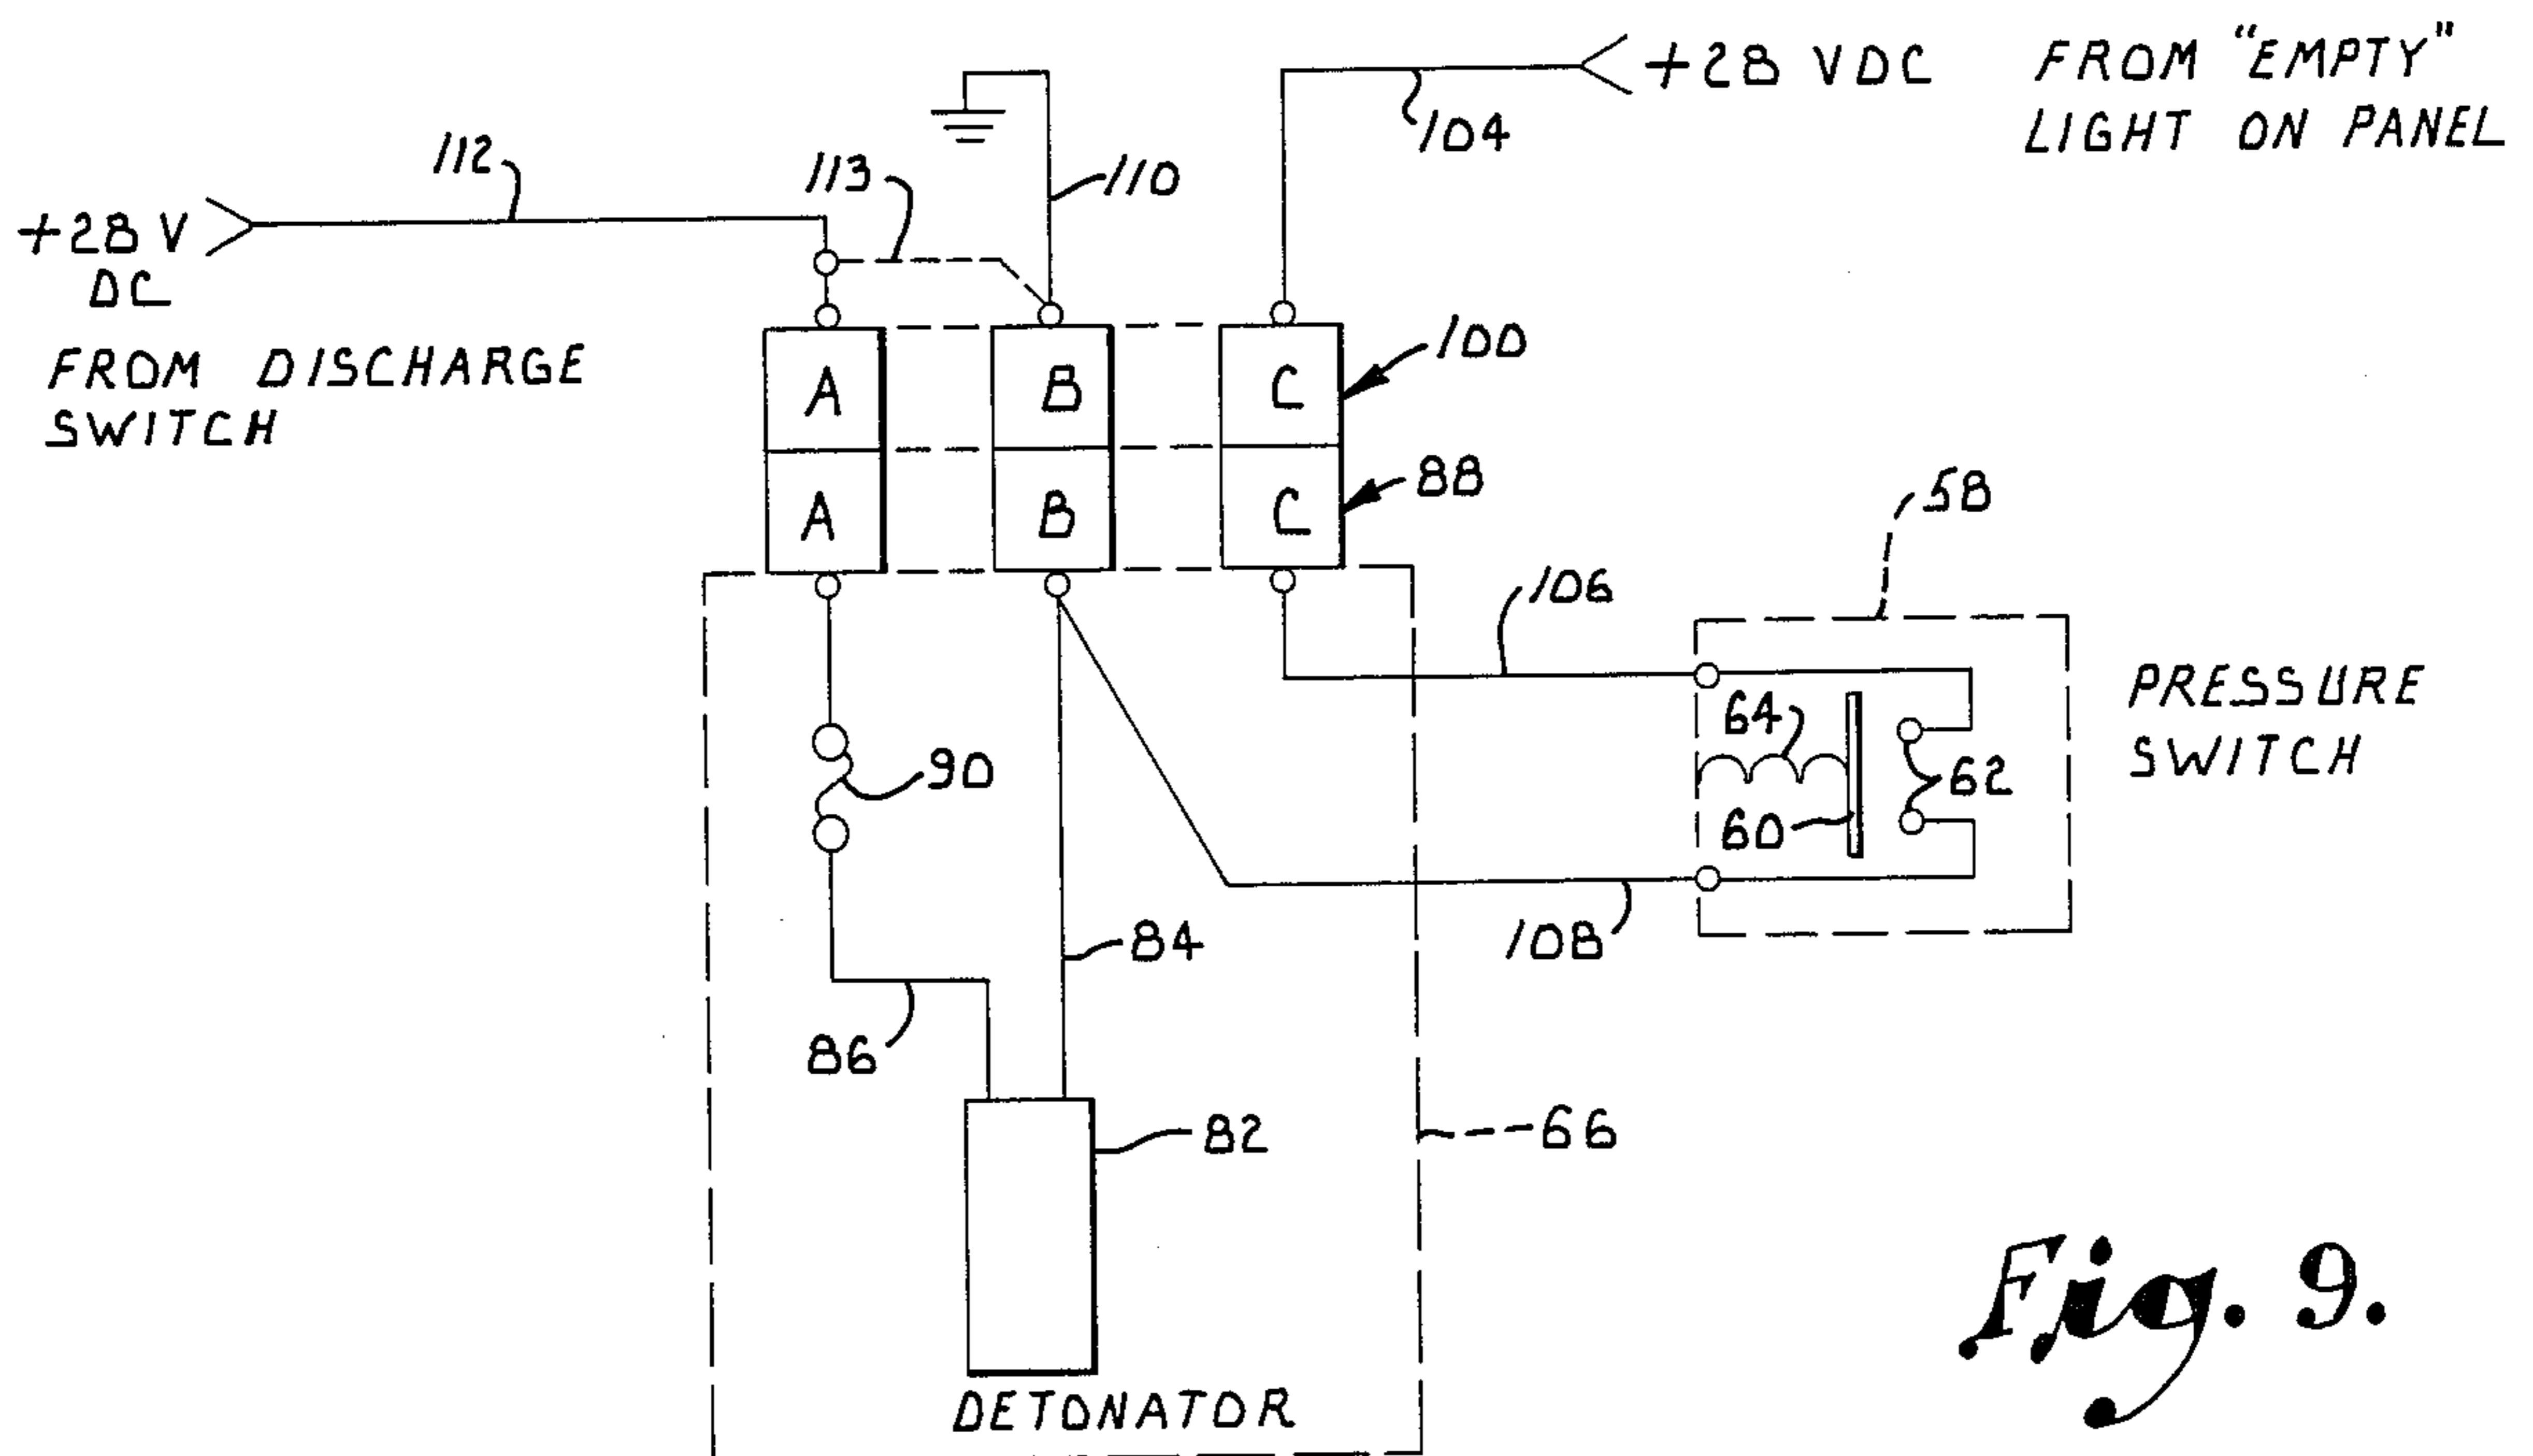 +28 VDC FROM "EMPTY"
LIGHT ON PANEL
104
112
113
110
+28 V
DC
FROM DISCHARGE
SWITCH
A B C
100
A B C
88
58
106
PRESSURE
SWITCH
64
62
60
90
108
84
86
82
66
DETONATOR
Fig. 9.